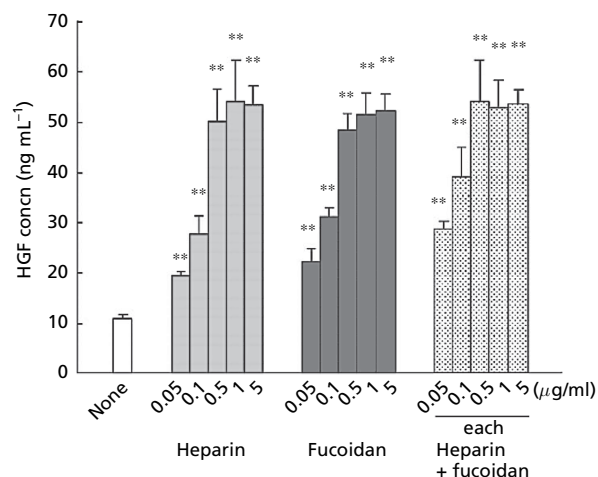 70
60
50
40
30
20
10
0
HGF concn (ng mL⁻¹)
** ** ** ** **
** ** ** ** **
** ** ** ** **
None 0.05 0.1 0.5 1 5 0.05 0.1 0.5 1 5 0.05 0.1 0.5 1 5 (μg/ml)
each
Heparin Fucoidan Heparin
+ fucoidan